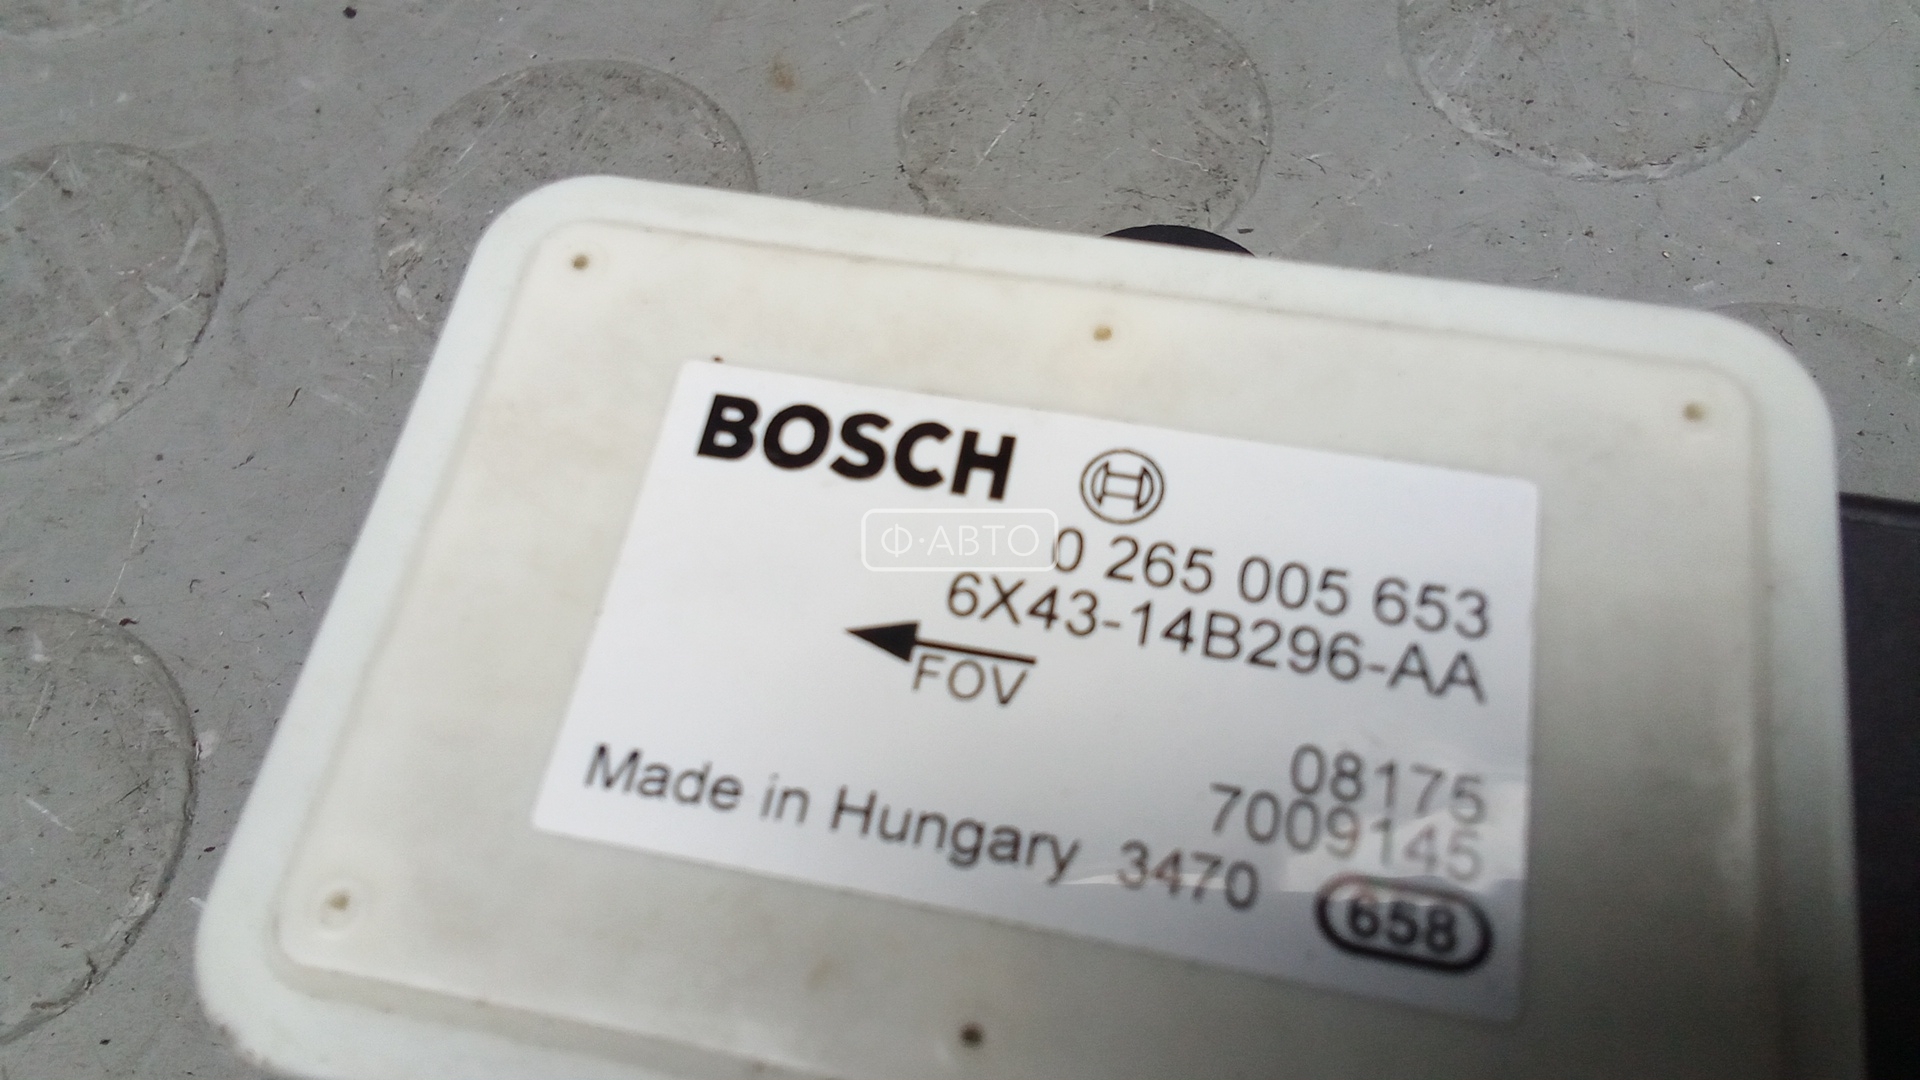 BOSCH
Ф·АВТО
0 265 005 653
6X43-14B296-AA
FOV
08175
7009145
Made in Hungary 3470
658